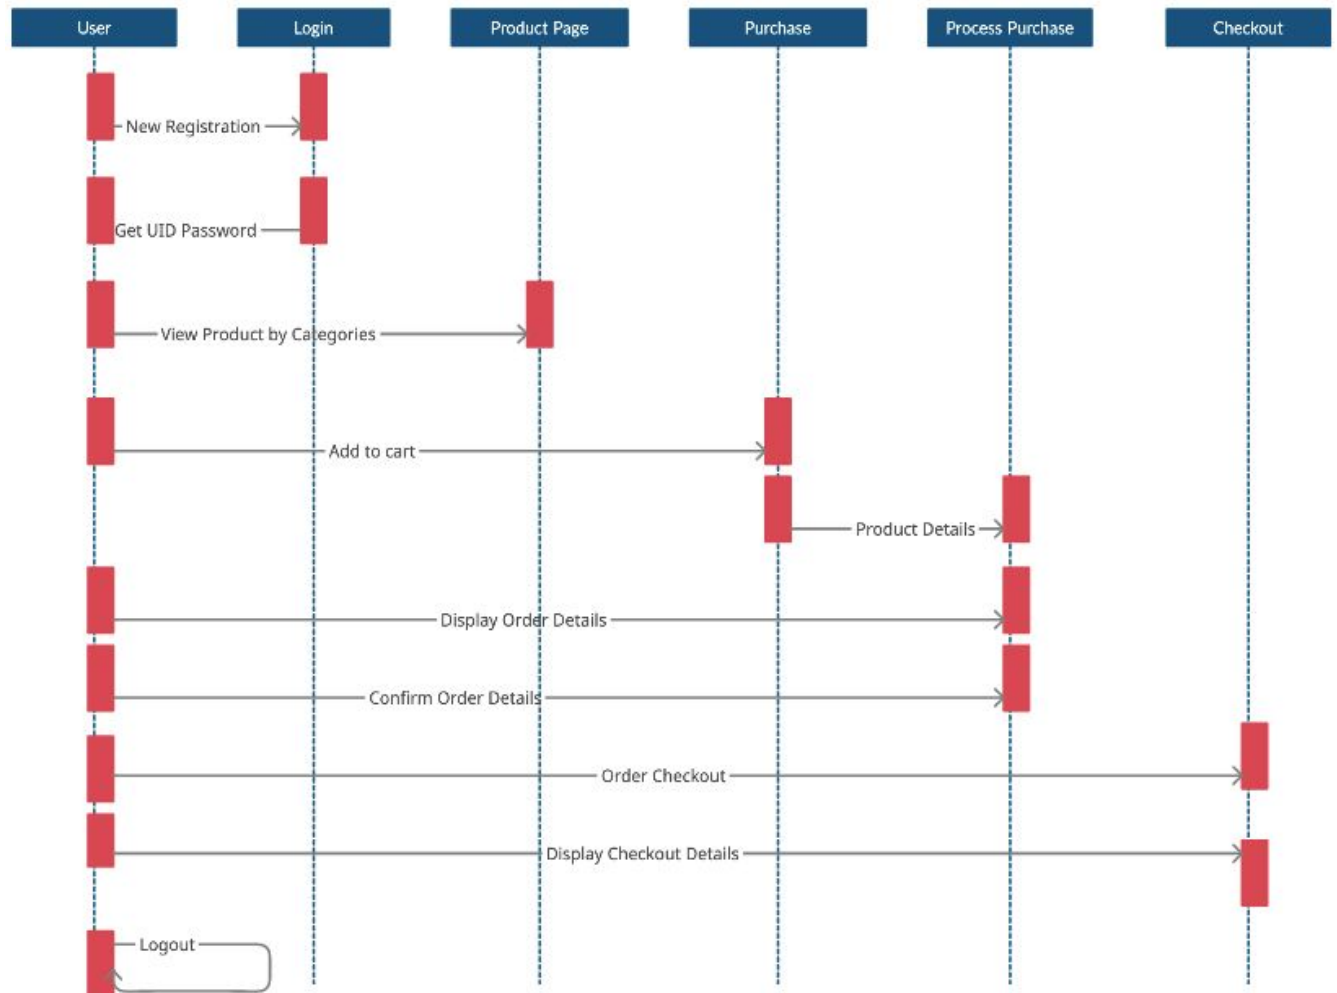 User
Login
Product Page
Purchase
Process Purchase
Checkout
New Registration
Get UID Password
View Product by Categories
Add to cart
Product Details
Display Order Details
Confirm Order Details
Order Checkout
Display Checkout Details
Logout